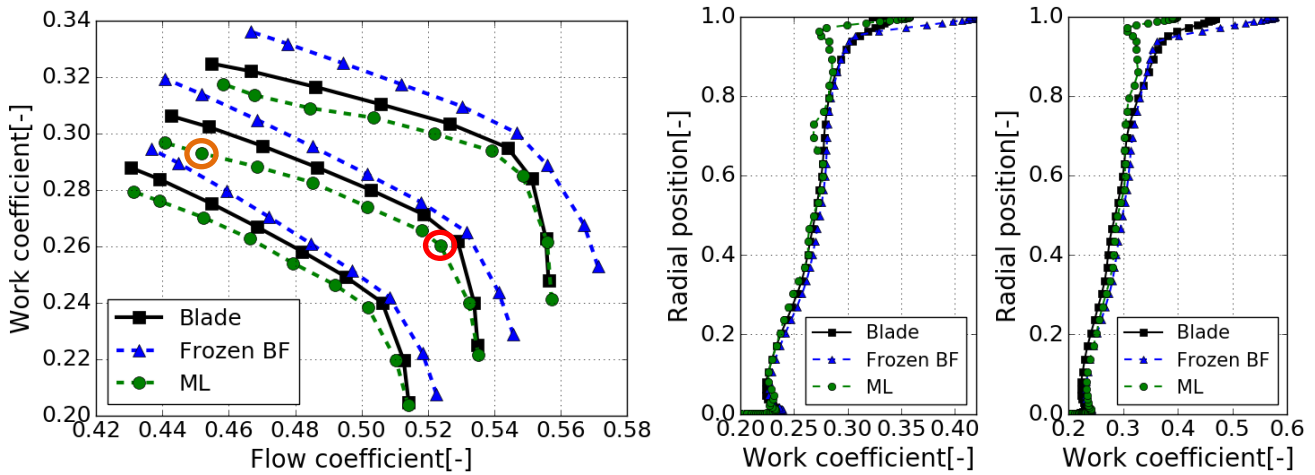 Work coefficient[-]
0.34
0.32
0.30
0.28
0.26
0.24
0.22
0.20
Blade
Frozen BF
ML
0.42 0.44 0.46 0.48 0.50 0.52 0.54 0.56 0.58
Flow coefficient[-]
Radial position[-]
1.0
0.8
0.6
0.4
0.2
0.0
Blade
Frozen BF
ML
0.20 0.25 0.30 0.35 0.40
Work coefficient[-]
Radial position[-]
1.0
0.8
0.6
0.4
0.2
0.0
Blade
Frozen BF
ML
0.2 0.3 0.4 0.5 0.6
Work coefficient[-]